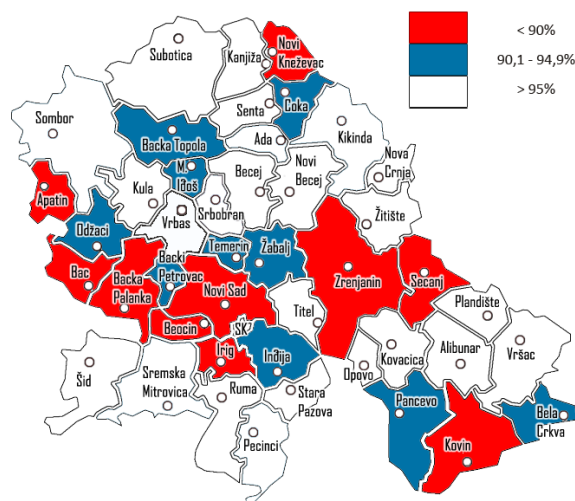 < 90%
90,1 - 94,9%
> 95%
Subotica
Kanjiža
Novi
Kneževac
Senta
Coka
Sombor
Backa Topola
Ada
Kikinda
M.
Iđoš
Nova
Crnja
Apatin
Kula
Becej
Novi
Becej
Srbobran
Vrbas
Žitište
Odžaci
Temerin
Žabalj
Backi
Petrovac
Bac
Backa
Palanka
Novi Sad
Zrenjanin
Secanj
Plandište
Titel
Beocin
SK
Irig
Inđija
Kovacica
Alibunar
Vršac
Opovo
Šid
Sremska
Mitrovica
Ruma
Stara
Pazova
Pancevo
Bela
Crkva
Pecinci
Kovin